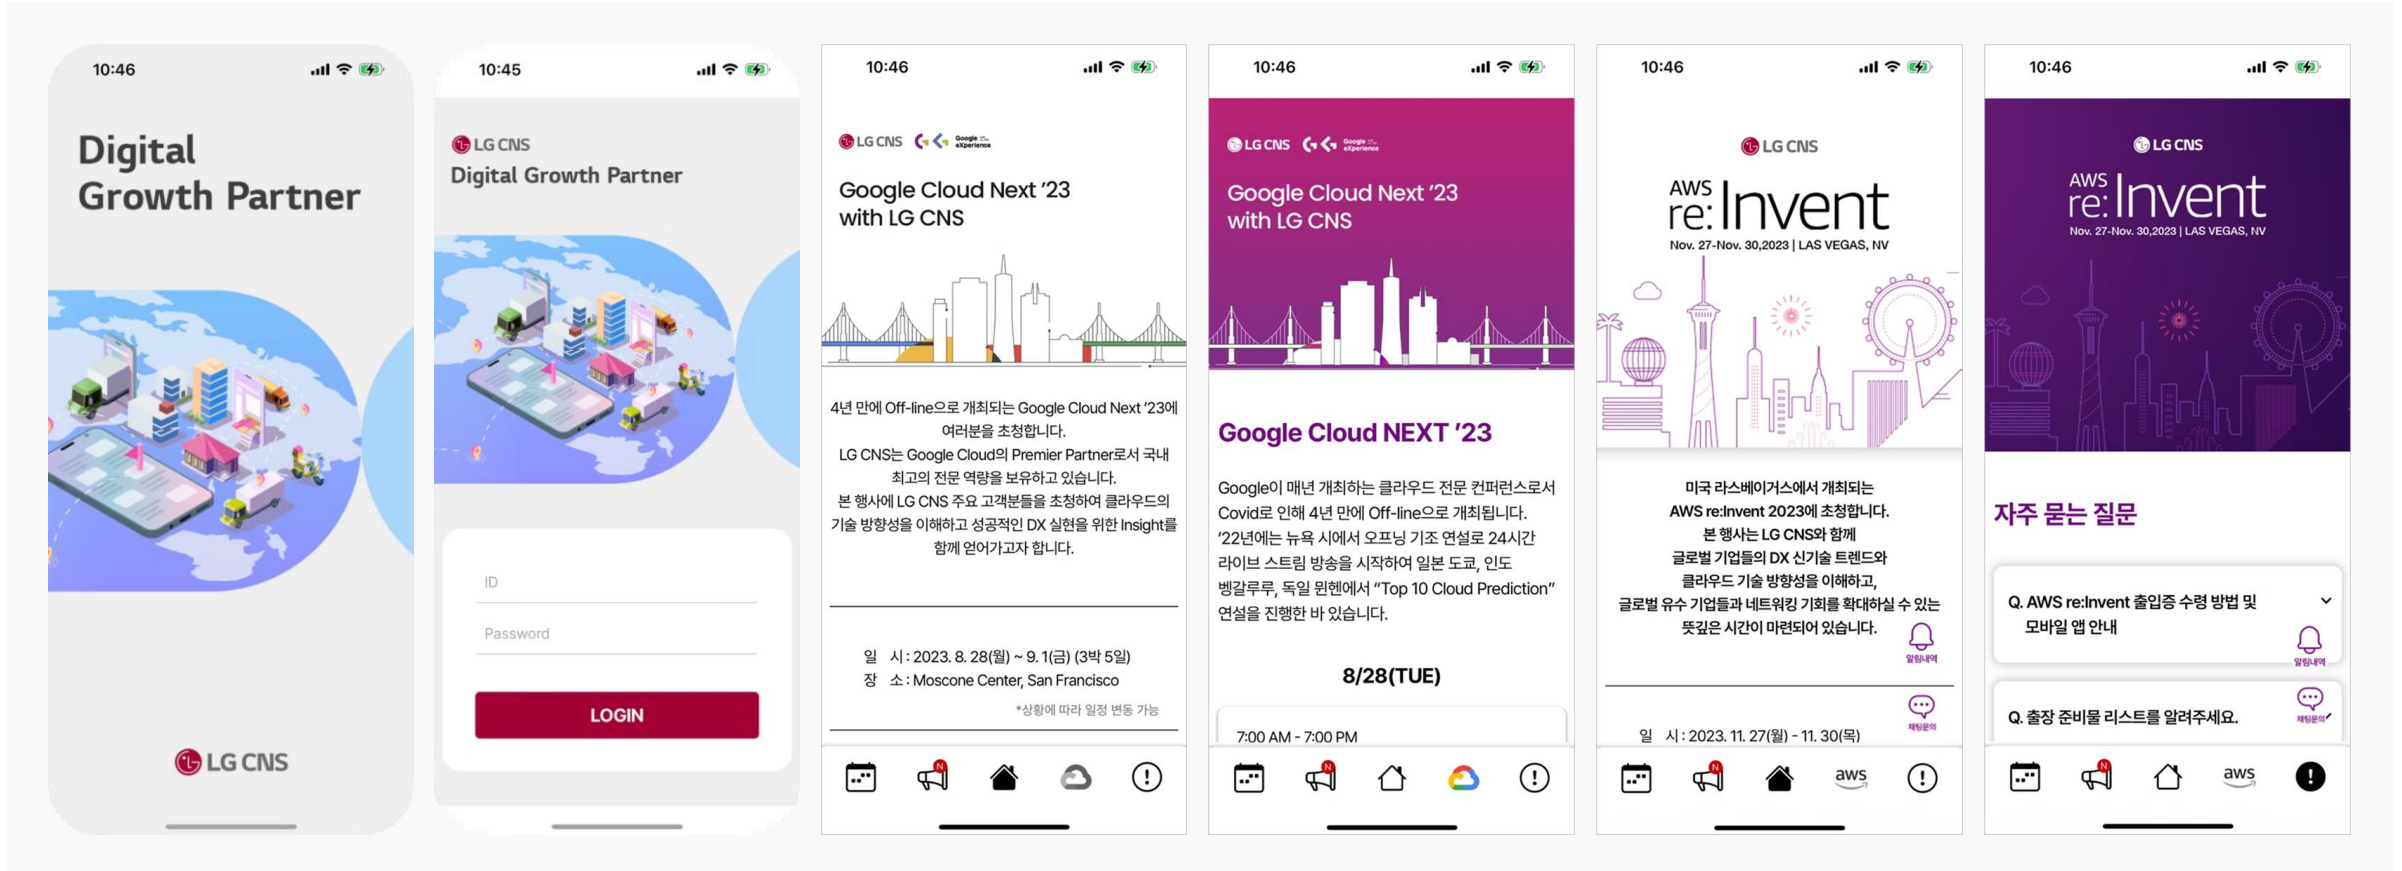 10:46
Digital
Growth Partner
LG CNS
10:45
LG CNS
Digital Growth Partner
ID
Password
LOGIN
10:46
LG CNS
Google
eXperience
Google Cloud Next ’23
with LG CNS
4년 만에 Off-line으로 개최되는 Google Cloud Next ’23에
여러분을 초청합니다.
LG CNS는 Google Cloud의 Premier Partner로서 국내
최고의 전문 역량을 보유하고 있습니다.
본 행사에 LG CNS 주요 고객분들을 초청하여 클라우드의
기술 방향성을 이해하고 성공적인 DX 실현을 위한 Insight를
함께 얻어가고자 합니다.
일 시 : 2023. 8. 28(월) ~ 9. 1(금) (3박 5일)
장 소 : Moscone Center, San Francisco
*상황에 따라 일정 변동 가능
N
10:46
LG CNS
Google
eXperience
Google Cloud Next ’23
with LG CNS
Google Cloud NEXT ’23
Google이 매년 개최하는 클라우드 전문 컨퍼런스로서
Covid로 인해 4년 만에 Off-line으로 개최됩니다.
’22년에는 뉴욕 시에서 오프닝 기조 연설로 24시간
라이브 스트림 방송을 시작하여 일본 도쿄, 인도
벵갈루루, 독일 뮌헨에서 “Top 10 Cloud Prediction”
연설을 진행한 바 있습니다.
8/28(TUE)
7:00 AM - 7:00 PM
N
10:46
LG CNS
AWS
re:Invent
Nov. 27-Nov. 30,2023 | LAS VEGAS, NV
미국 라스베이거스에서 개최되는
AWS re:Invent 2023에 초청합니다.
본 행사는 LG CNS와 함께
글로벌 기업들의 DX 신기술 트렌드와
클라우드 기술 방향성을 이해하고,
글로벌 유수 기업들과 네트워킹 기회를 확대하실 수 있는
뜻깊은 시간이 마련되어 있습니다.
알림내역
채팅문의
일 시 : 2023. 11. 27(월) - 11. 30(목)
N
aws
10:46
LG CNS
AWS
re:Invent
Nov. 27-Nov. 30,2023 | LAS VEGAS, NV
자주 묻는 질문
Q. AWS re:Invent 출입증 수령 방법 및
모바일 앱 안내
알림내역
Q. 출장 준비물 리스트를 알려주세요.
채팅문의
N
aws